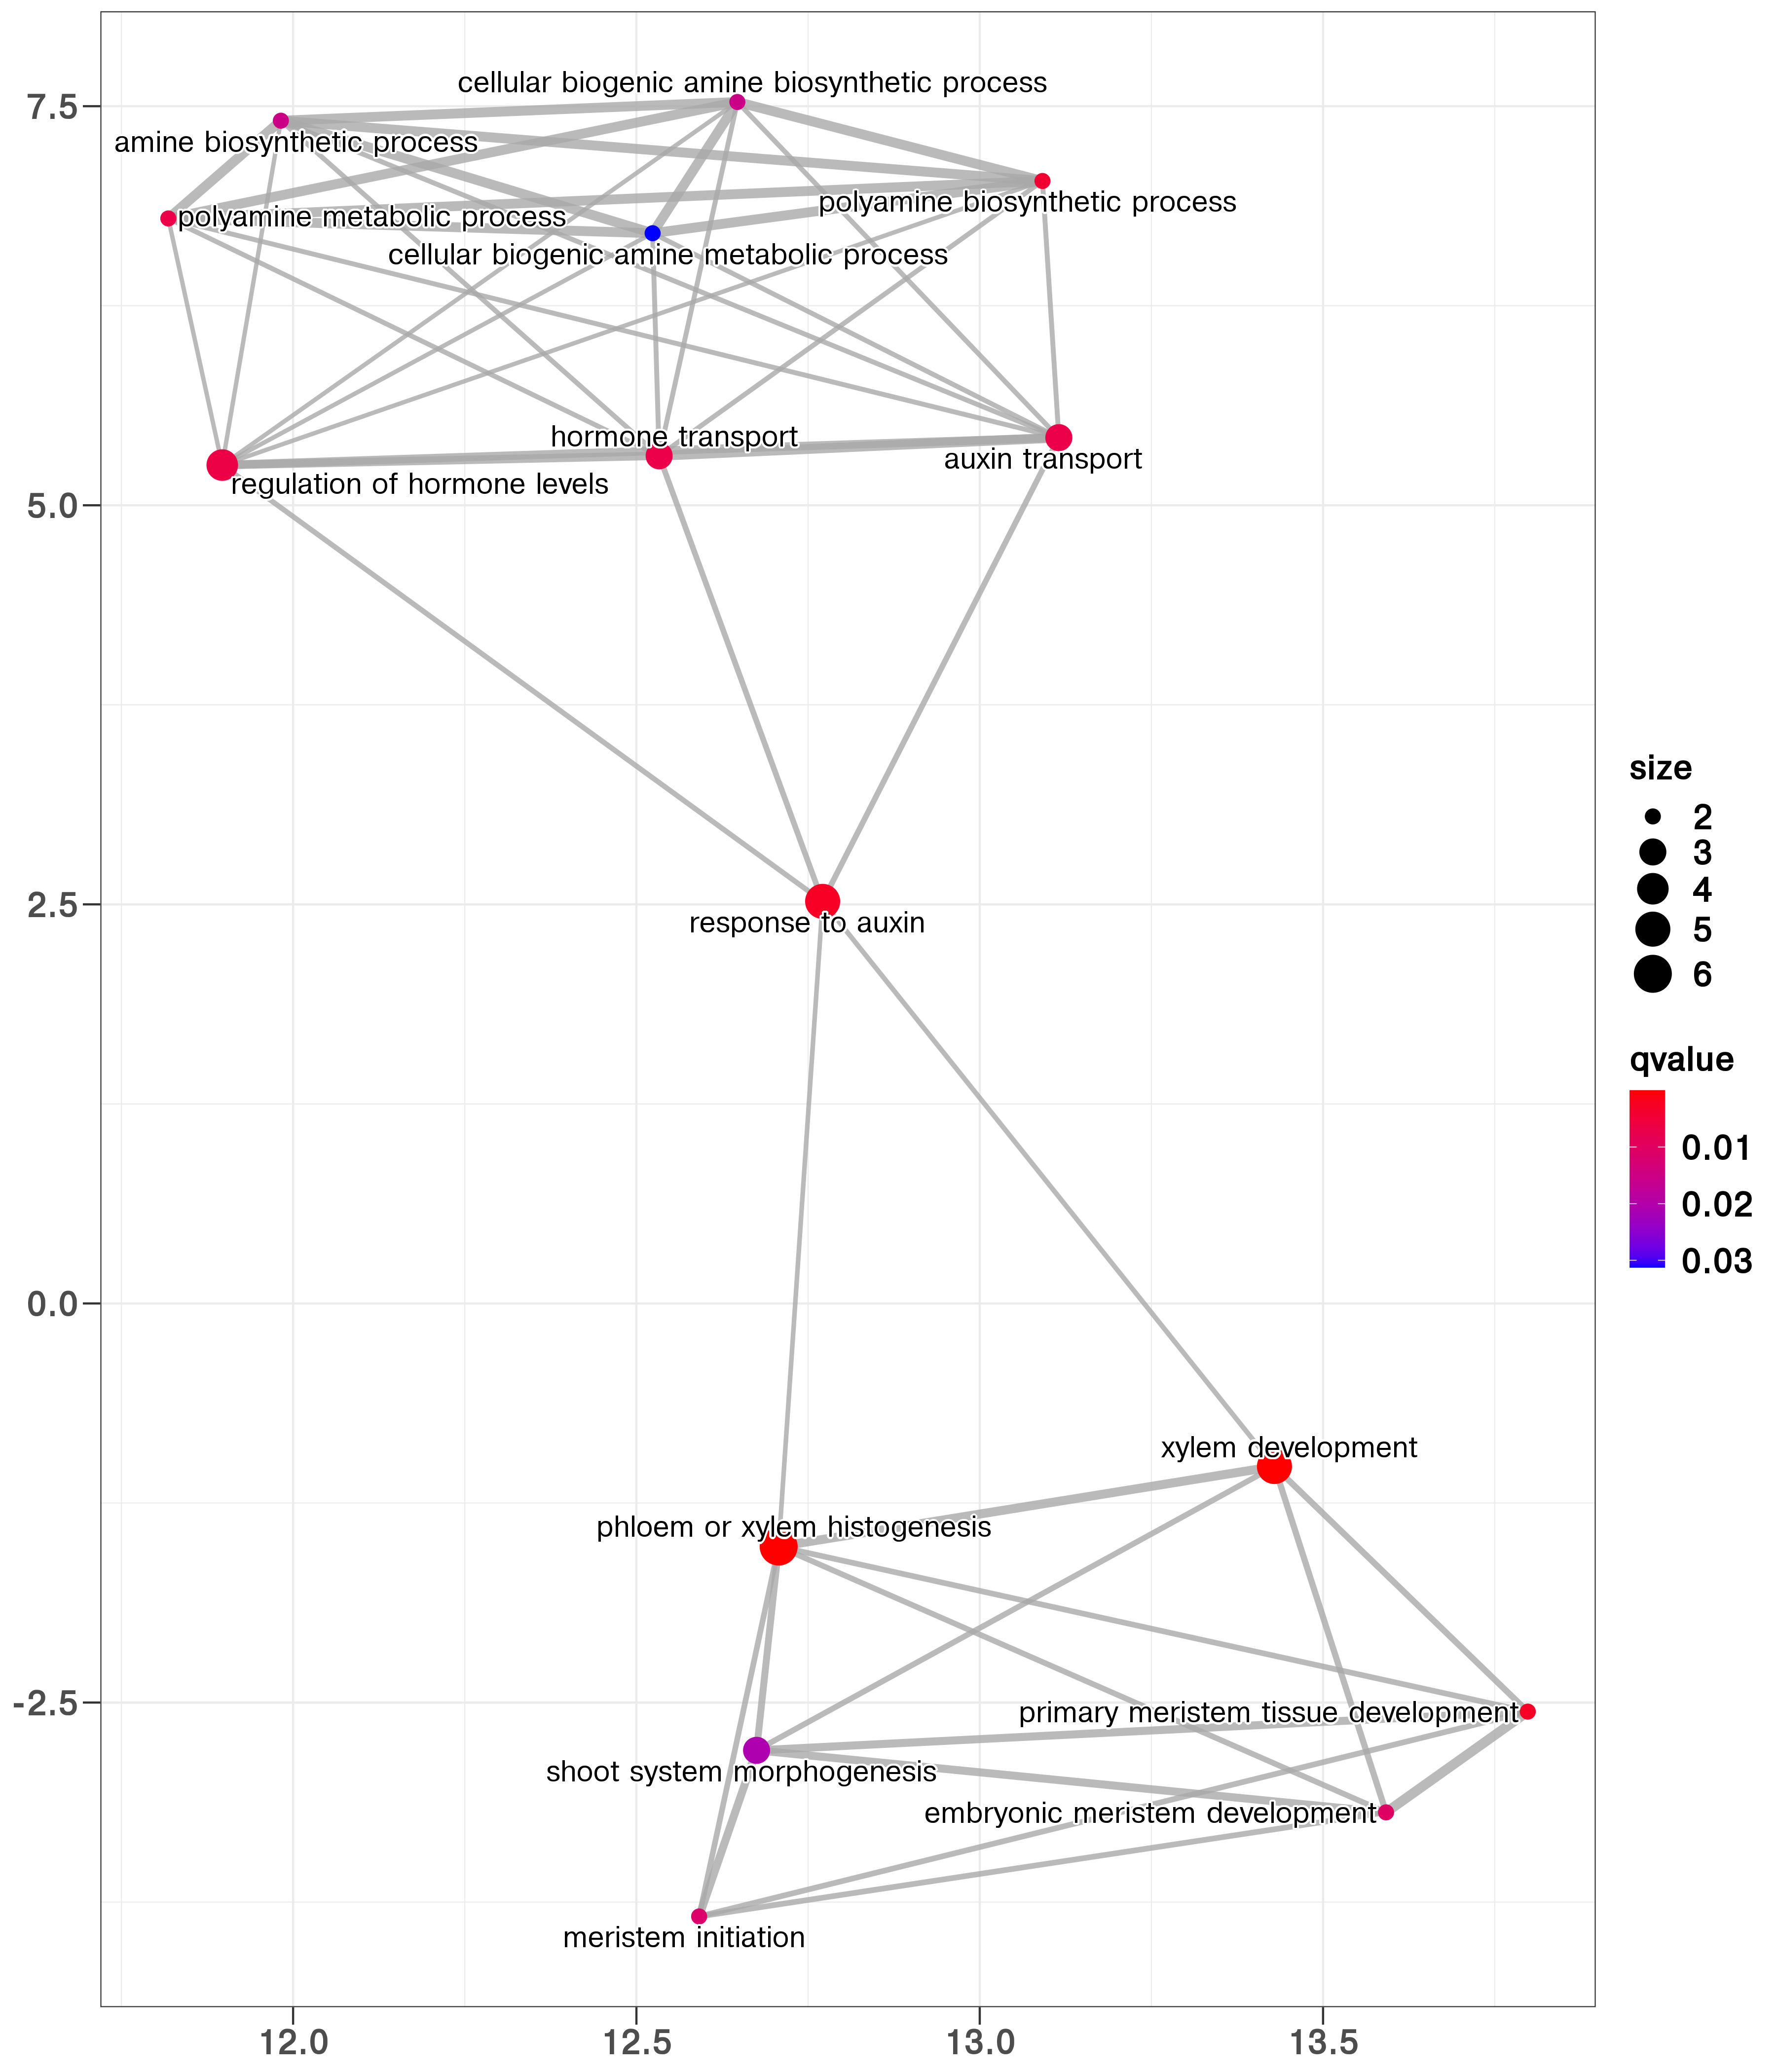 cellular biogenic amine biosynthetic process
7.5
amine biosynthetic process
polyamine biosynthetic process
polyamine metabolic process
cellular biogenic amine metabolic process
hormone transport
auxin transport
regulation of hormone levels
5.0
2.5
response to auxin
size
2
3
4
5
6
qvalue
0.01
0.02
0.03
0.0
xylem development
phloem or xylem histogenesis
-2.5
primary meristem tissue development
shoot system morphogenesis
embryonic meristem development
meristem initiation
12.0
12.5
13.0
13.5